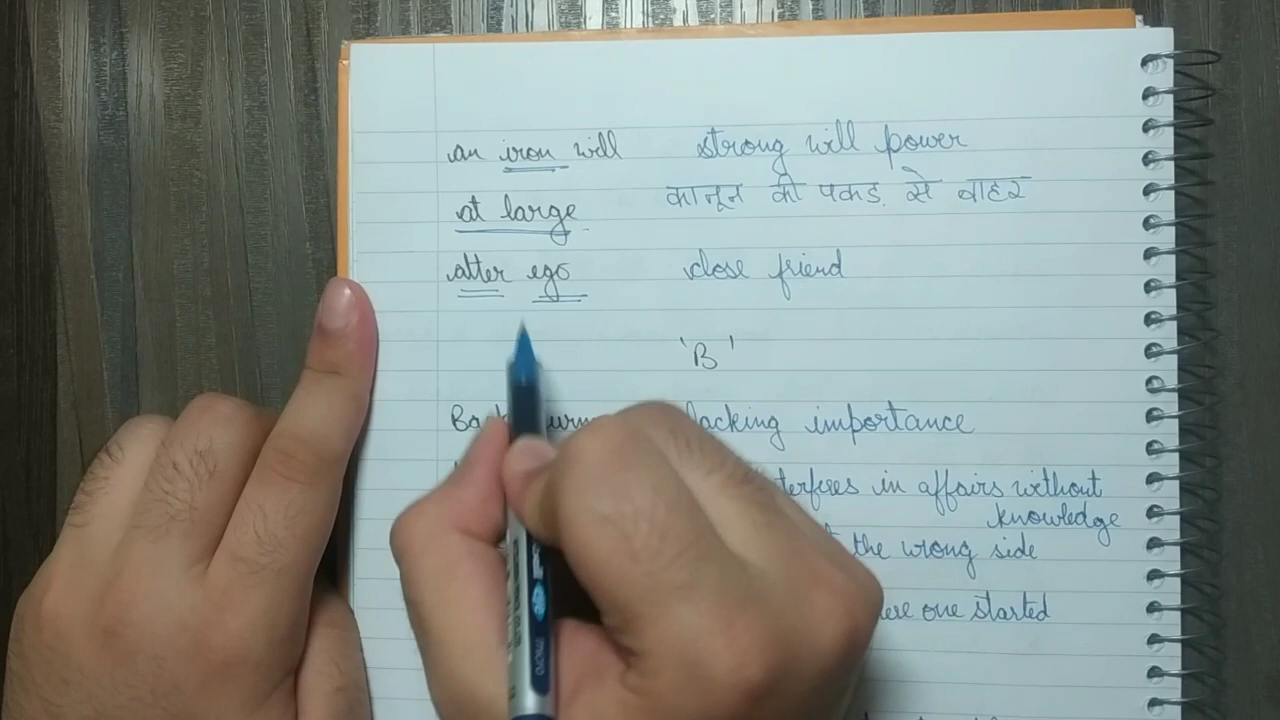 an iron will strong will power
at large कानून की पकड़ से बाहर
alter ego close friend
'B'
lacking importance
in affairs without
knowledge
the wrong side
one started